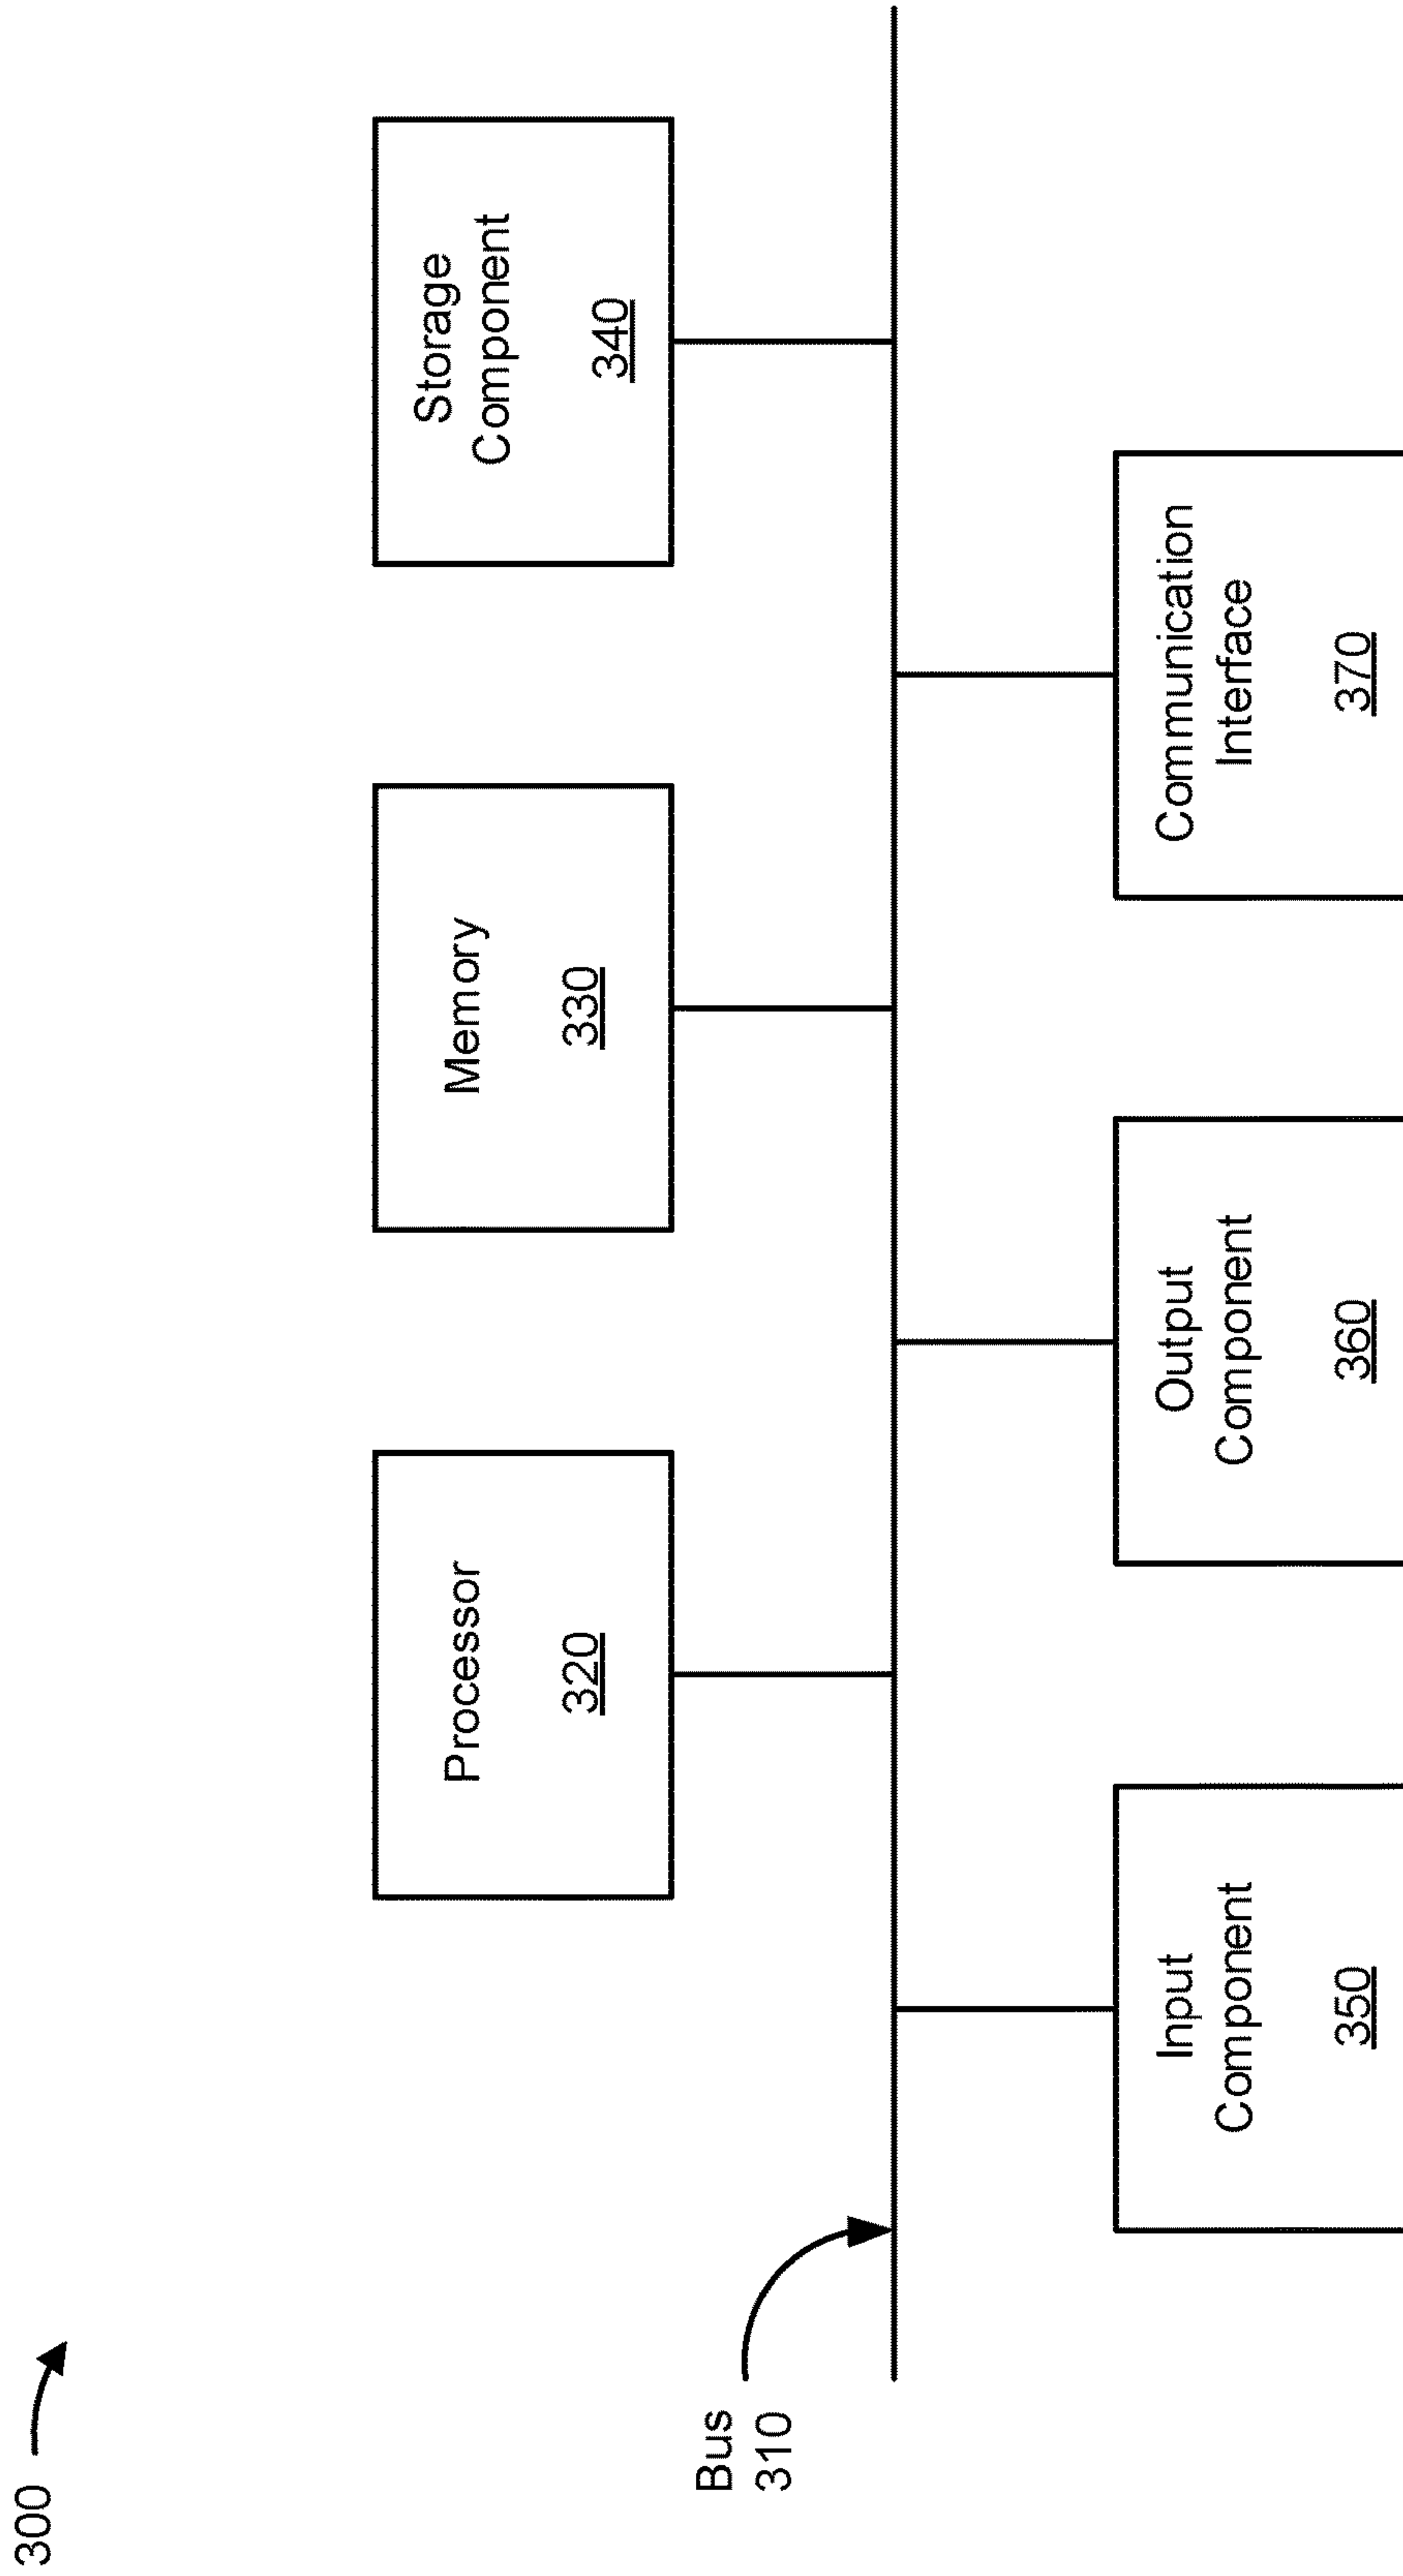 300
Processor
320
Memory
330
Storage
Component
340
Bus
310
Input
Component
350
Output
Component
360
Communication
Interface
370